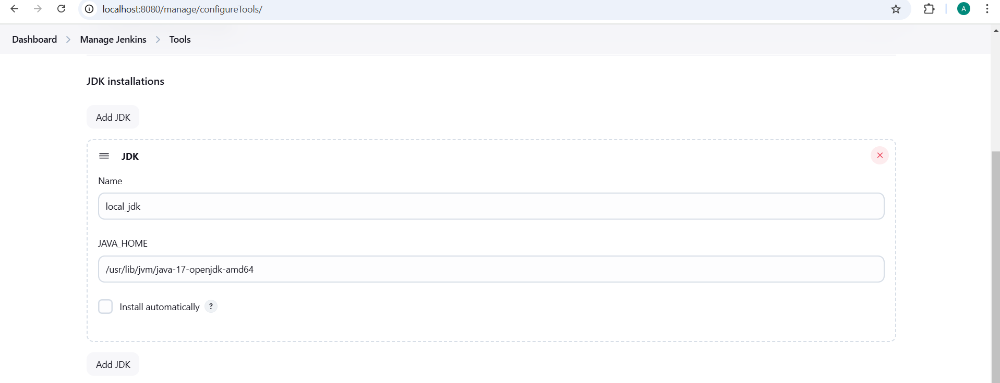 localhost:8080/manage/configureTools/
A
Dashboard > Manage Jenkins > Tools
JDK installations
Add JDK
JDK
Name
local_jdk
JAVA_HOME
/usr/lib/jvm/java-17-openjdk-amd64
Install automatically ?
Add JDK